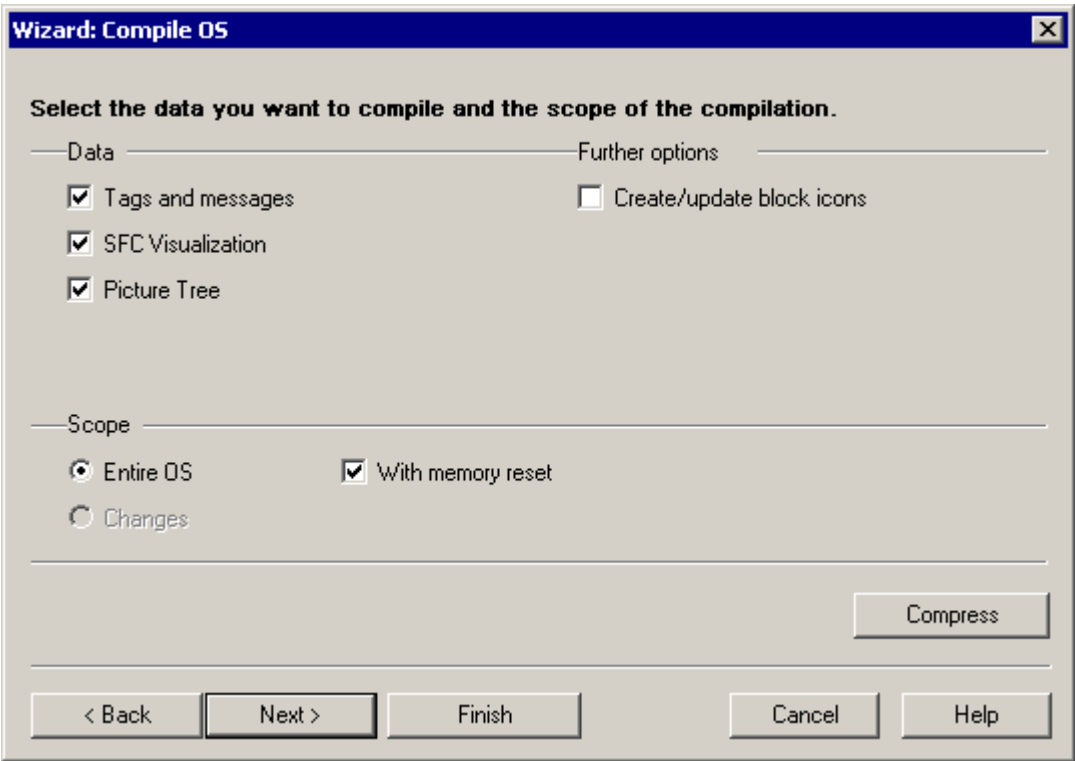 Wizard: Compile OS
Select the data you want to compile and the scope of the compilation.
Data
Further options
Tags and messages
Create/update block icons
SFC Visualization
Picture Tree
Scope
Entire OS
With memory reset
Changes
Compress
< Back
Next >
Finish
Cancel
Help